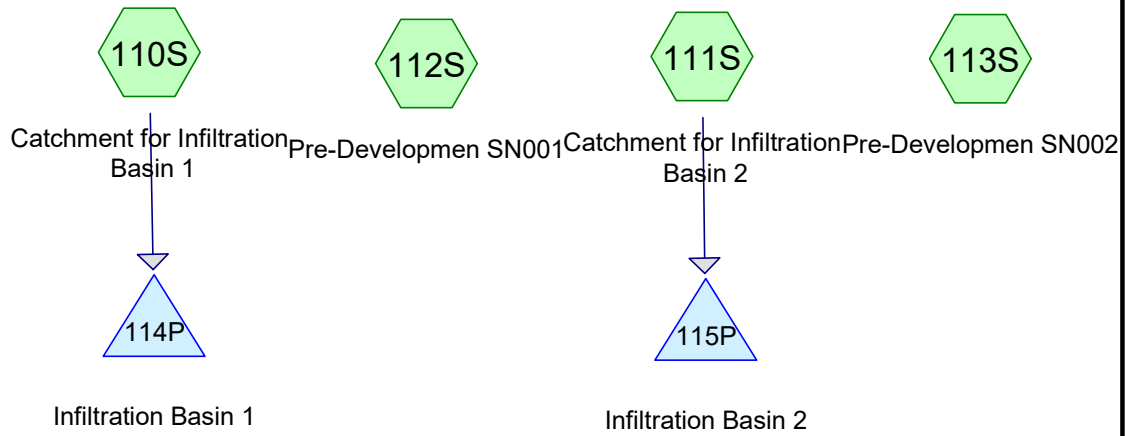 110S
112S
111S
113S
Catchment for Infiltration
Basin 1
Pre-Developmen SN001
Catchment for Infiltration
Basin 2
Pre-Developmen SN002
114P
115P
Infiltration Basin 1
Infiltration Basin 2